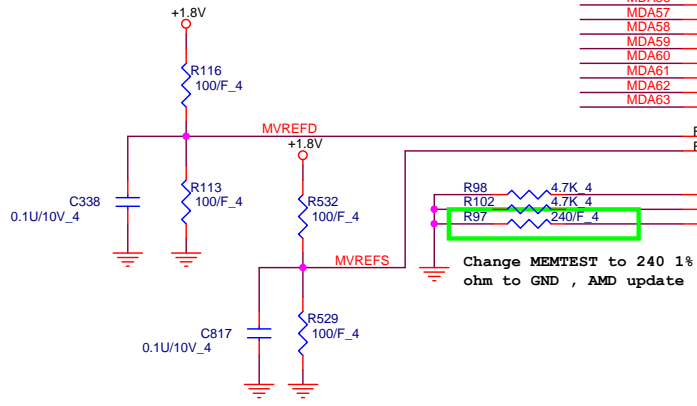 MDA57
MDA58
MDA59
MDA60
MDA61
MDA62
MDA63
+1.8V
R116
100/F_4
MVREFD
+1.8V
C338
0.1U/10V_4
R113
100/F_4
R532
100/F_4
R98 4.7K_4
R102 4.7K_4
R97 240/F_4
MVREFS
Change MEMTEST to 240 1%
ohm to GND , AMD update
C817
0.1U/10V_4
R529
100/F_4